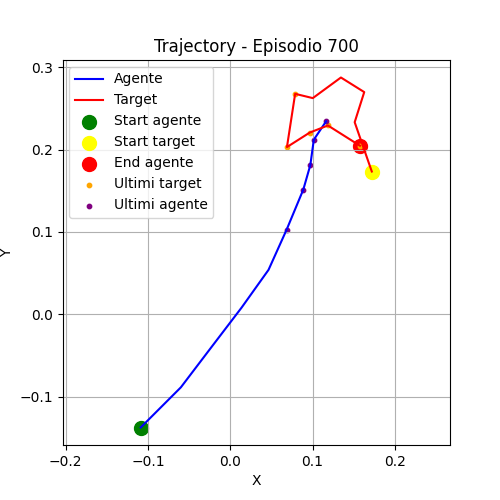 Trajectory - Episodio 700
Agente
Target
Start agente
Start target
End agente
Ultimi target
Ultimi agente
0.3
0.2
0.1
0.0
−0.1
Y
−0.2
−0.1
0.0
0.1
0.2
X